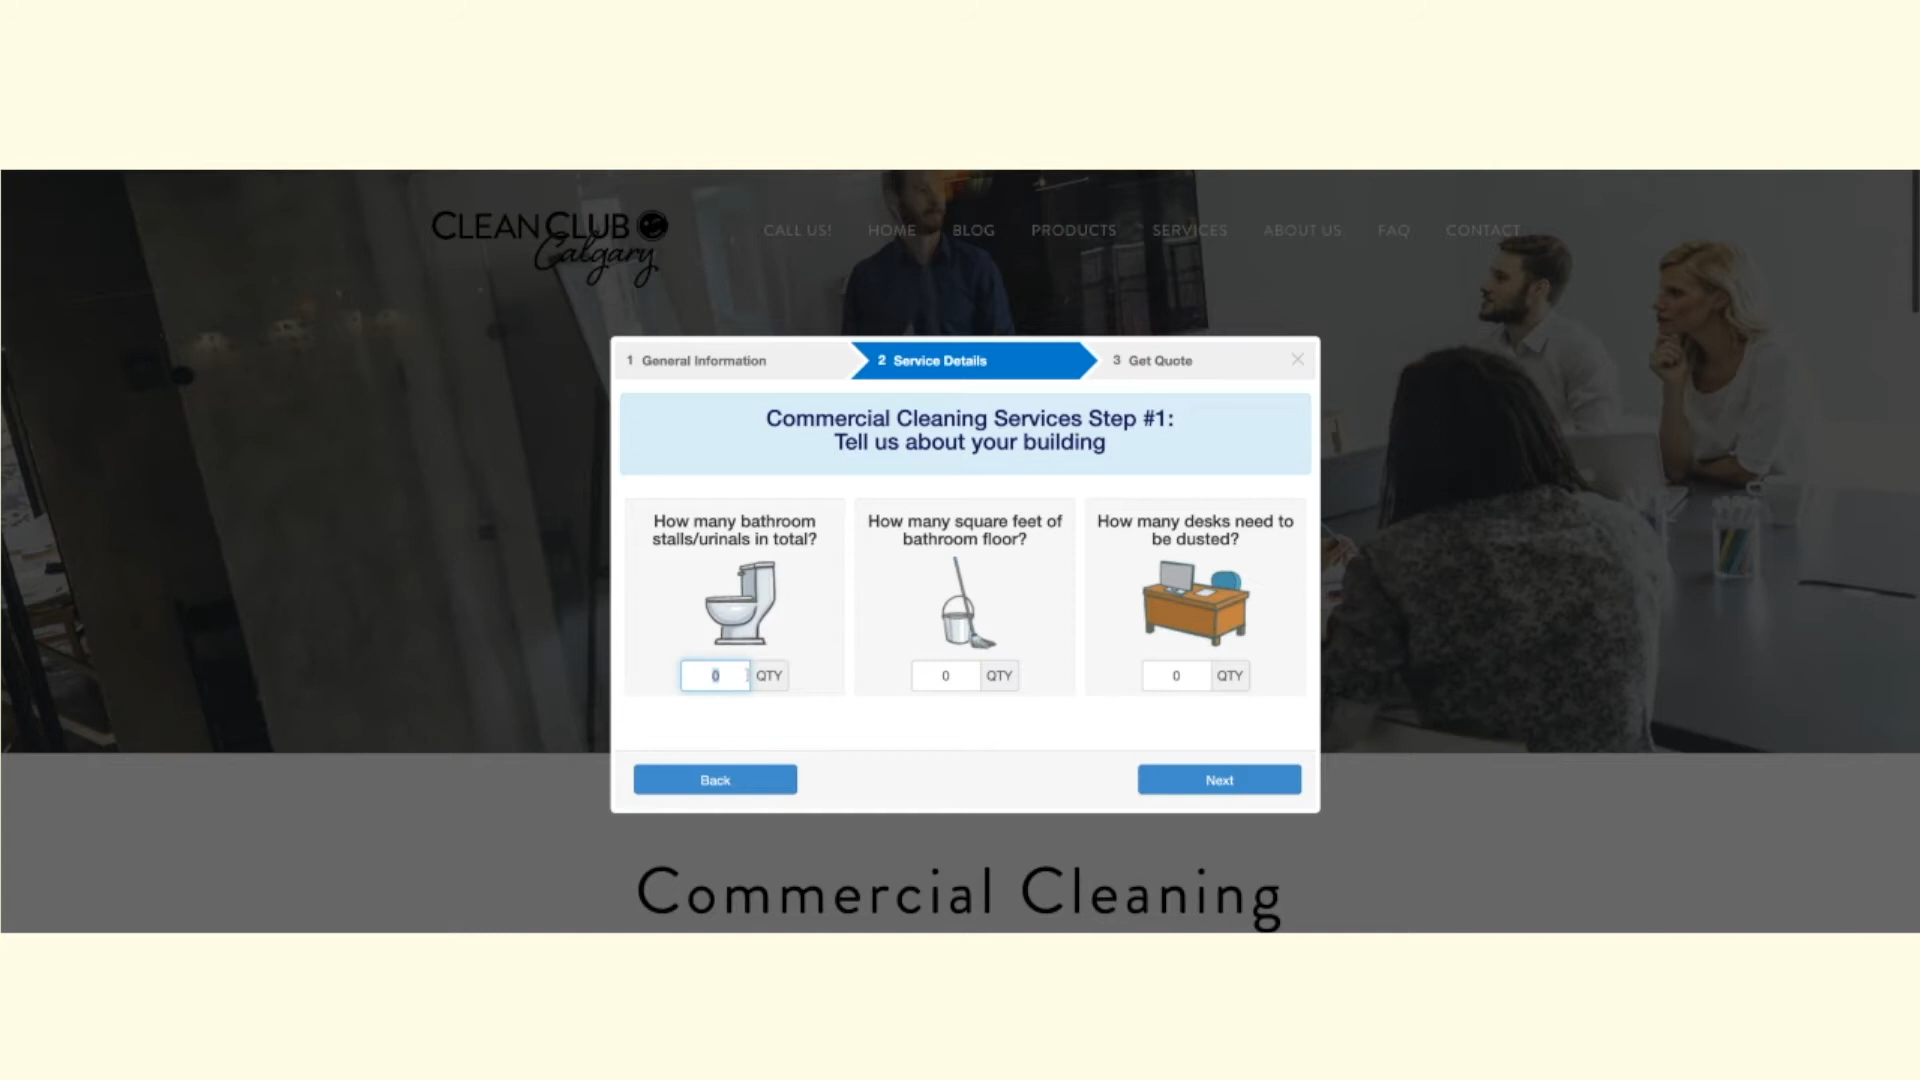 CLEAN CLUB
Calgary
CALL US! HOME BLOG PRODUCTS SERVICES ABOUT US FAQ CONTACT
1 General Information 2 Service Details 3 Get Quote
Commercial Cleaning Services Step #1:
Tell us about your building
How many bathroom
stalls/urinals in total?
0 QTY
How many square feet of
bathroom floor?
0 QTY
How many desks need to
be dusted?
0 QTY
Back Next
Commercial Cleaning